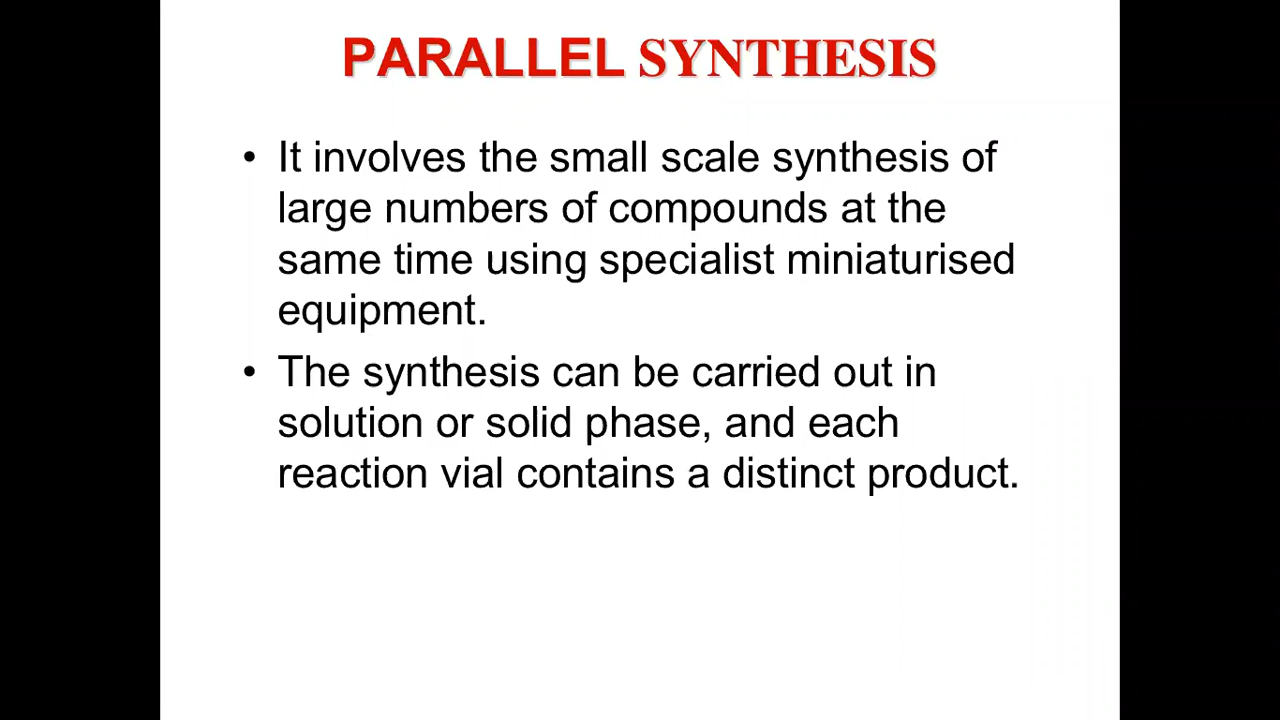 PARALLEL SYNTHESIS
• It involves the small scale synthesis of
large numbers of compounds at the
same time using specialist miniaturised
equipment.
• The synthesis can be carried out in
solution or solid phase, and each
reaction vial contains a distinct product.